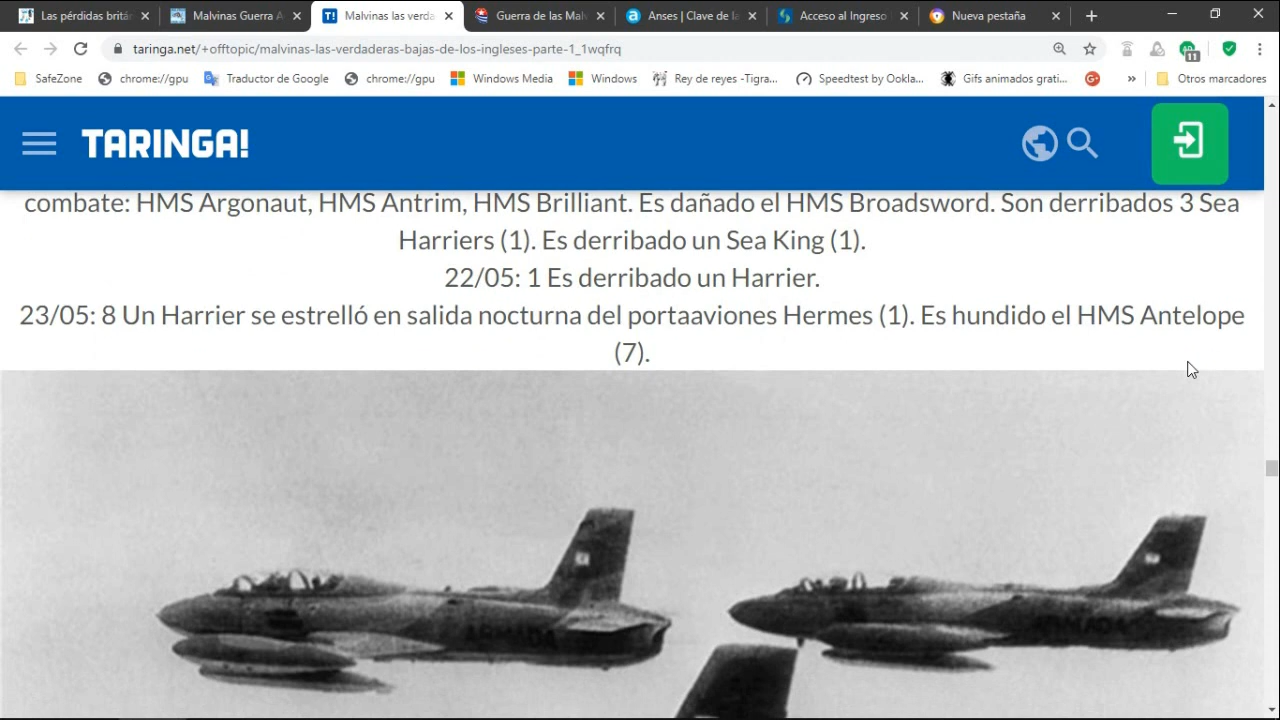 Las pérdidas britá
Malvinas Guerra A
Malvinas las verda
Guerra de las Mal
Anses | Clave de la
Acceso al Ingreso
Nueva pestaña
taringa.net/+offtopic/malvinas-las-verdaderas-bajas-de-los-ingleses-parte-1_1wqfrq
11
SafeZone
chrome://gpu
Traductor de Google
chrome://gpu
Windows Media
Windows
Rey de reyes -Tigra...
Speedtest by Ookla...
Gifs animados grati...
»
Otros marcadores
TARINGA!
combate: HMS Argonaut, HMS Antrim, HMS Brilliant. Es dañado el HMS Broadsword. Son derribados 3 Sea
Harriers (1). Es derribado un Sea King (1).
22/05: 1 Es derribado un Harrier.
23/05: 8 Un Harrier se estrelló en salida nocturna del portaaviones Hermes (1). Es hundido el HMS Antelope
(7).
ARMADA
ARMADA